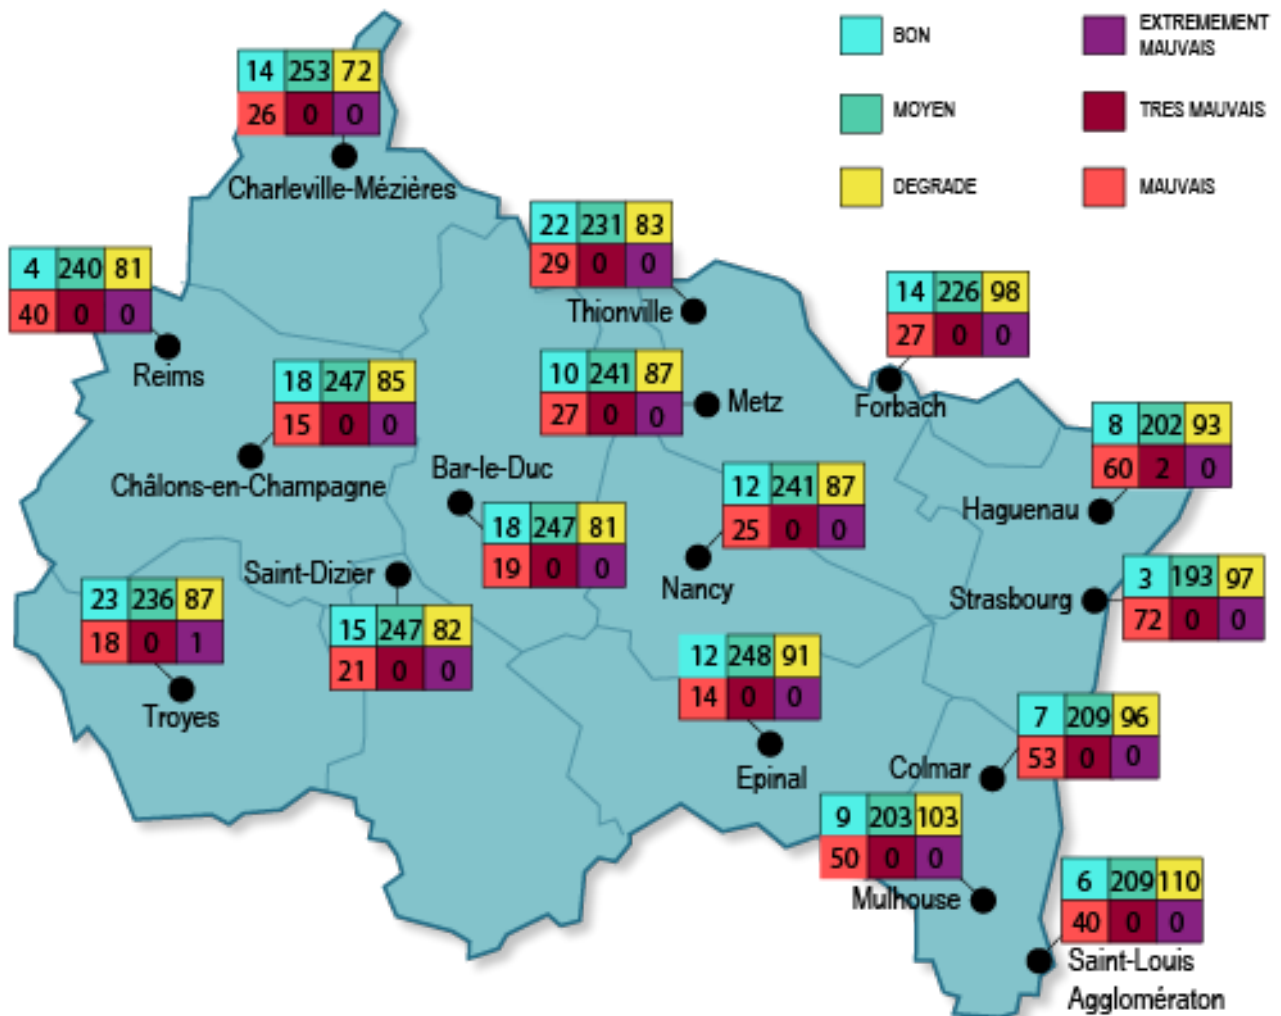 BON
EXTREMEMENT
MAUVAIS
MOYEN
TRES MAUVAIS
DEGRADE
MAUVAIS
14 253 72
26 0 0
Charleville-Mézières
22 231 83
29 0 0
Thionville
4 240 81
40 0 0
Reims
14 226 98
27 0 0
Forbach
18 247 85
15 0 0
Châlons-en-Champagne
10 241 87
27 0 0
Metz
8 202 93
60 2 0
Haguenau
Bar-le-Duc
18 247 81
19 0 0
12 241 87
25 0 0
Nancy
Saint-Dizier
15 247 82
21 0 0
3 193 97
72 0 0
Strasbourg
23 236 87
18 0 1
Troyes
12 248 91
14 0 0
Epinal
7 209 96
53 0 0
Colmar
9 203 103
50 0 0
Mulhouse
6 209 110
40 0 0
Saint-Louis
Agglomératon